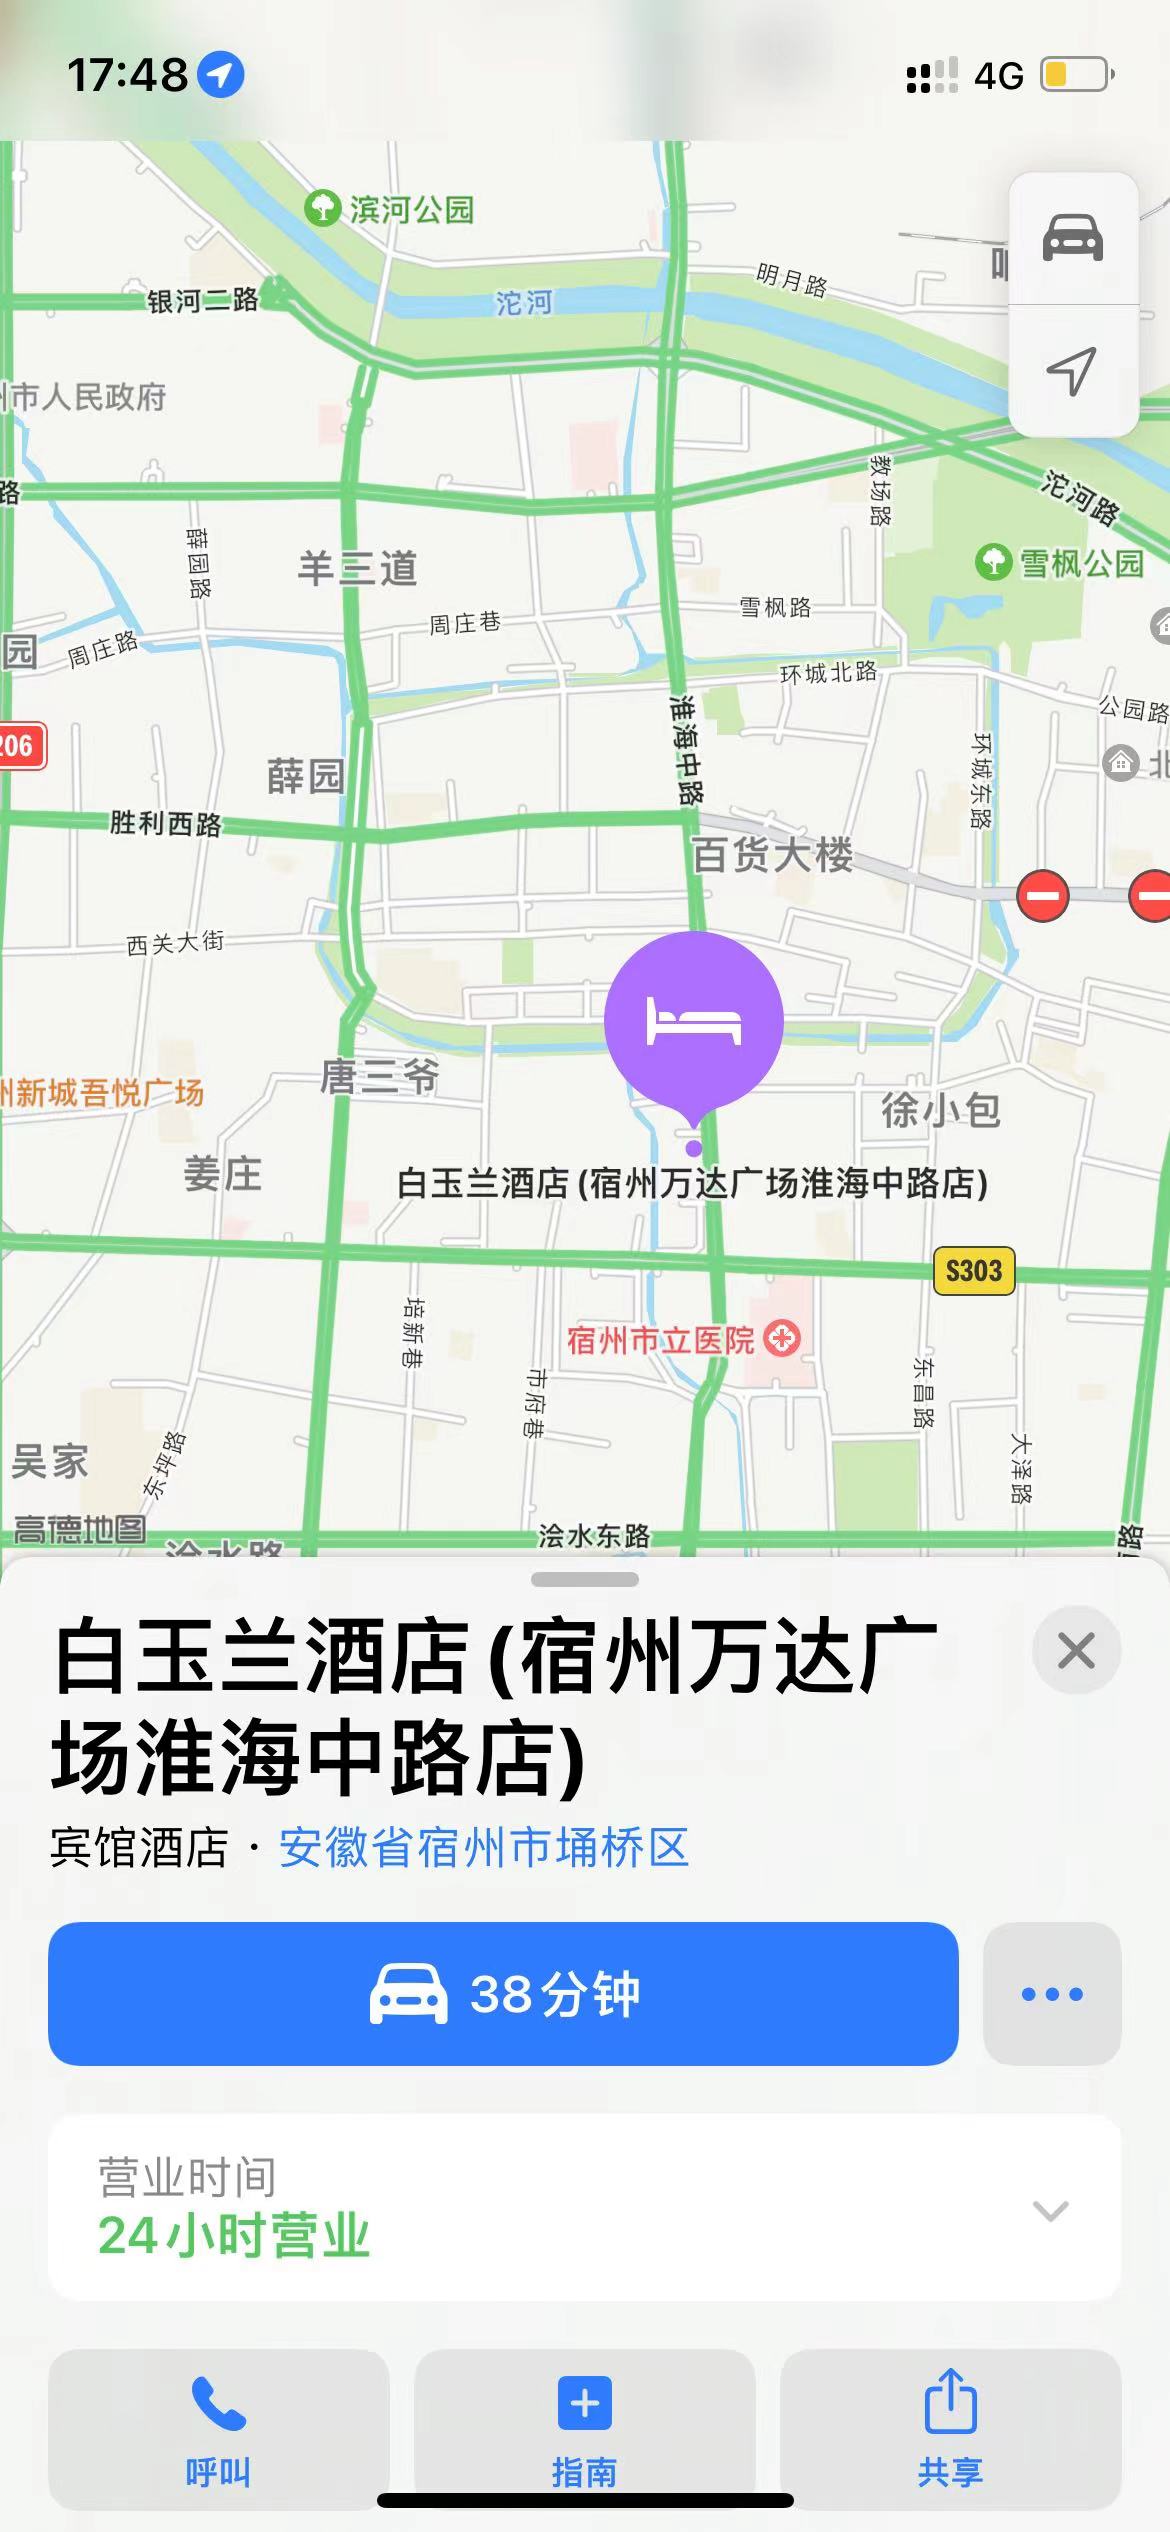 17:48
4G
滨河公园
明月路
银河二路
沱河
市人民政府
路
教场路
沱河路
薛园路
羊三道
雪枫公园
周庄巷
雪枫路
园
周庄路
环城北路
公园路
淮海中路
206
环城东路
薛园
北
胜利西路
百货大楼
西关大街
唐三爷
新城吾悦广场
徐小包
姜庄
白玉兰酒店(宿州万达广场淮海中路店)
S303
培新巷
宿州市立医院
市府巷
东昌路
吴家
东坪路
大泽路
高德地图
浍水东路
路
浍水路
白玉兰酒店(宿州万达广
场淮海中路店)
宾馆酒店 · 安徽省宿州市埇桥区
38分钟
营业时间
24小时营业
呼叫
指南
共享